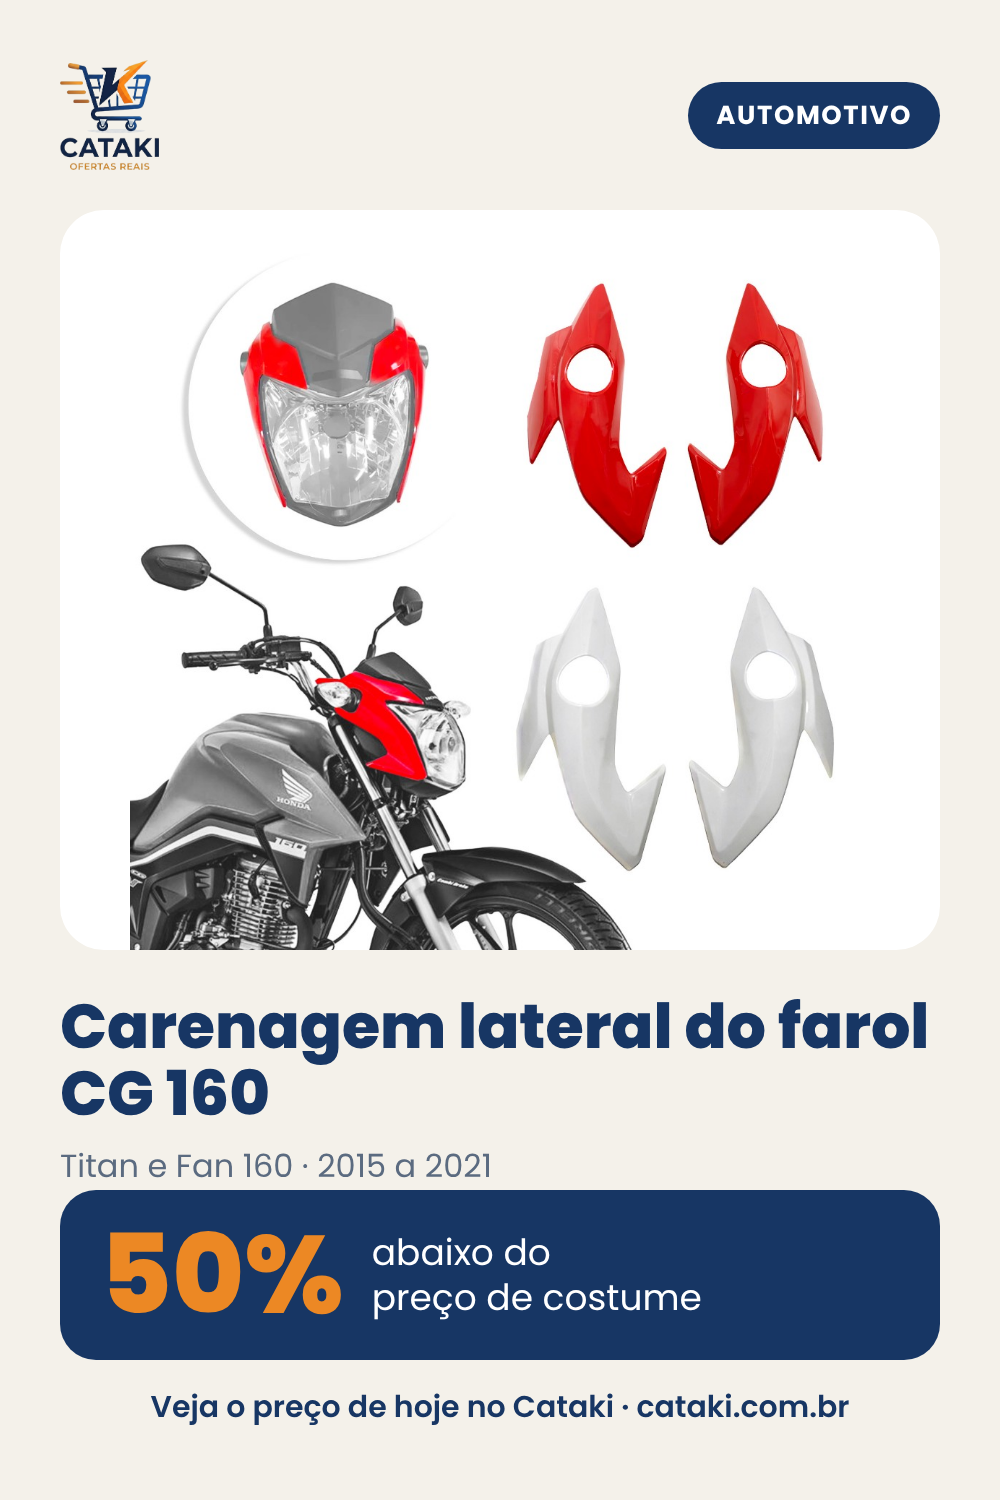 CATAKI
OFERTAS REAIS
AUTOMOTIVO
HONDA
160
Carenagem lateral do farol
CG 160
Titan e Fan 160 · 2015 a 2021
50%
abaixo do
preço de costume
Veja o preço de hoje no Cataki · cataki.com.br